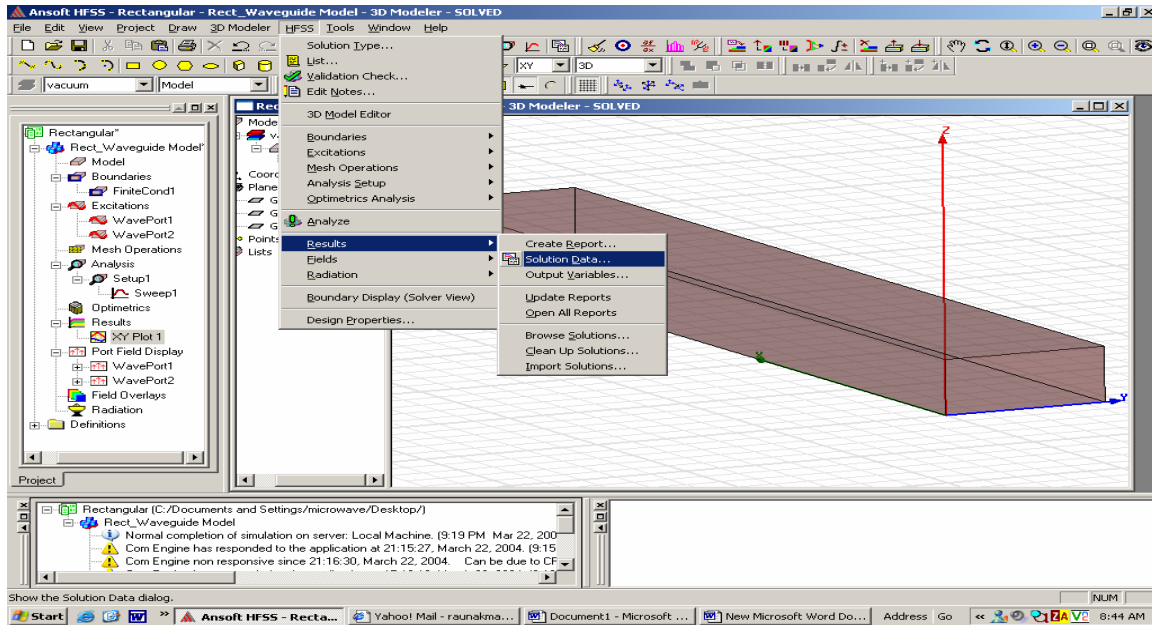 Ansoft HFSS - Rectangular - Rect_Waveguide Model - 3D Modeler - SOLVED
File Edit View Project Draw 3D Modeler HFSS Tools Window Help
XY 3D
vacuum Model
Rectangular*
Rect_Waveguide Model*
Model
Boundaries
FiniteCond1
Excitations
WavePort1
WavePort2
Mesh Operations
Analysis
Setup1
Sweep1
Optimetrics
Results
XY Plot 1
Port Field Display
WavePort1
WavePort2
Field Overlays
Radiation
Definitions
Project
Solution Type...
List...
Validation Check...
Edit Notes...
3D Model Editor
Boundaries
Excitations
Mesh Operations
Analysis Setup
Optimetrics Analysis
Analyze
Results
Fields
Radiation
Boundary Display (Solver View)
Design Properties...
Create Report...
Solution Data...
Output Variables...
Update Reports
Open All Reports
Browse Solutions...
Clean Up Solutions...
Import Solutions...
3D Modeler - SOLVED
Lists
Z
Y
Rectangular (C:/Documents and Settings/microwave/Desktop/)
Rect_Waveguide Model
Normal completion of simulation on server: Local Machine. (9:19 PM Mar 22, 200
Com Engine has responded to the application at 21:15:27, March 22, 2004. (9:15
Com Engine non responsive since 21:16:30, March 22, 2004. Can be due to CF
Show the Solution Data dialog.
NUM
Start
Ansoft HFSS - Recta...
Yahoo! Mail - raunakma...
Document1 - Microsoft ...
New Microsoft Word Do...
Address Go
8:44 AM